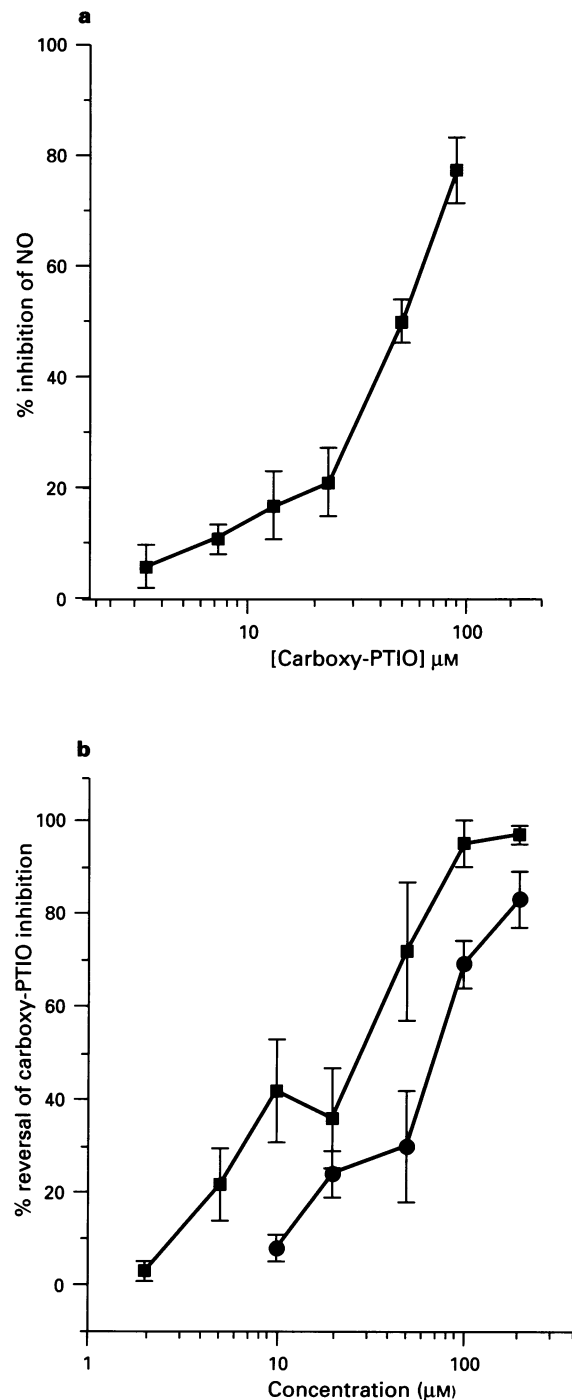 a
100
80
60
40
20
0
% inhibition of NO
10
100
[Carboxy-PTIO] µM
b
100
80
60
40
20
0
% reversal of carboxy-PTIO inhibition
1
10
100
Concentration (µM)